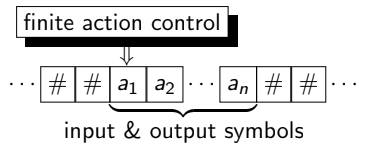 finite action control
··· # # a₁ a₂ ··· aₙ # # ···
input & output symbols